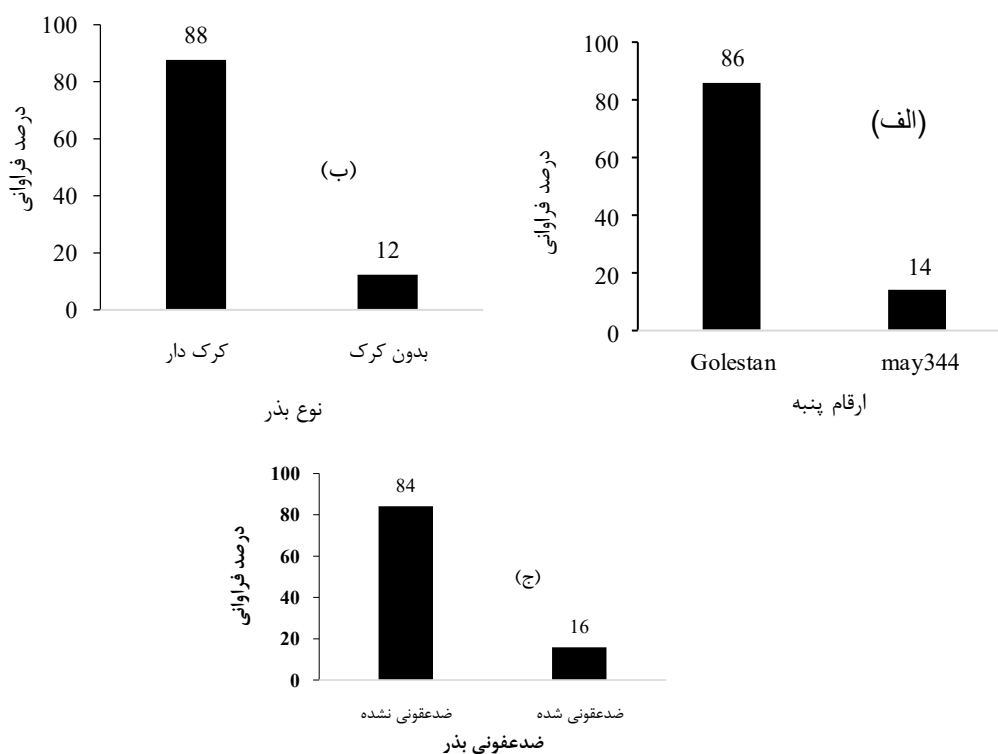 (الف)
درصد فراوانی
100
80
60
40
20
0
86
14
Golestan
may344
ارقام پنبه
(ب)
درصد فراوانی
100
80
60
40
20
0
88
12
کرک دار
بدون کرک
نوع بذر
(ج)
درصد فراوانی
100
80
60
40
20
0
84
16
ضدعقونی نشده
ضدعقونی شده
ضدعفونی بذر